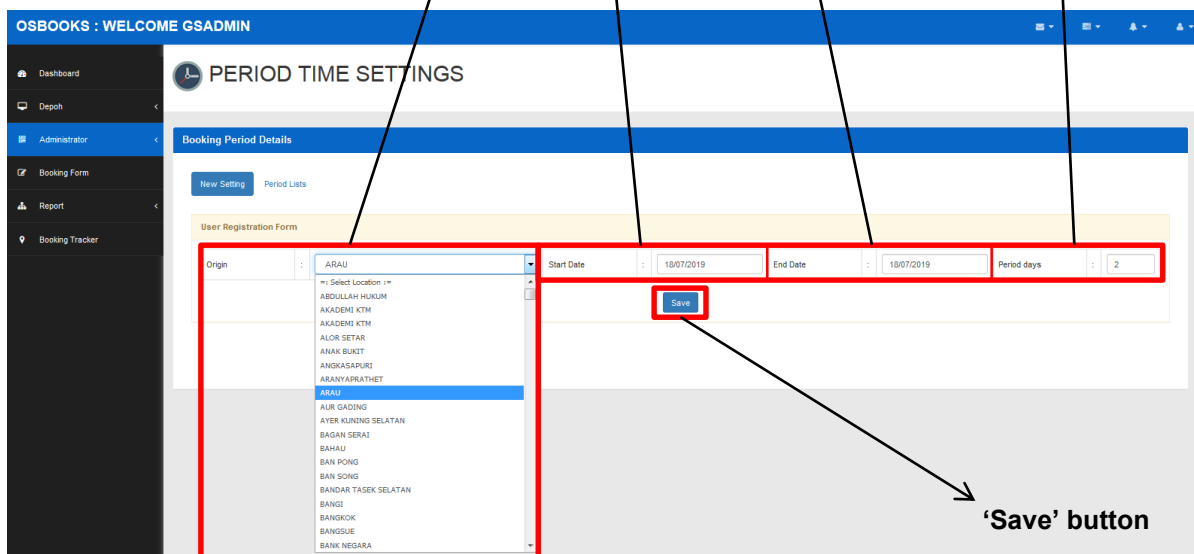 OSBOOKS : WELCOME GSADMIN
Dashboard
Depoh
Administrator
Booking Form
Report
Booking Tracker
PERIOD TIME SETTINGS
Booking Period Details
New Setting Period Lists
User Registration Form
Origin : ARAU Start Date : 18/07/2019 End Date : 18/07/2019 Period days : 2
=: Select Location :=
ABDULLAH HUKUM
AKADEMI KTM
AKADEMI KTM
ALOR SETAR
ANAK BUKIT
ANGKASAPURI
ARANYAPRATHET
ARAU
AUR GADING
AYER KUNING SELATAN
BAGAN SERAI
BAHAU
BAN PONG
BAN SONG
BANDAR TASEK SELATAN
BANGI
BANGKOK
BANGSUE
BANK NEGARA
Save
‘Save’ button